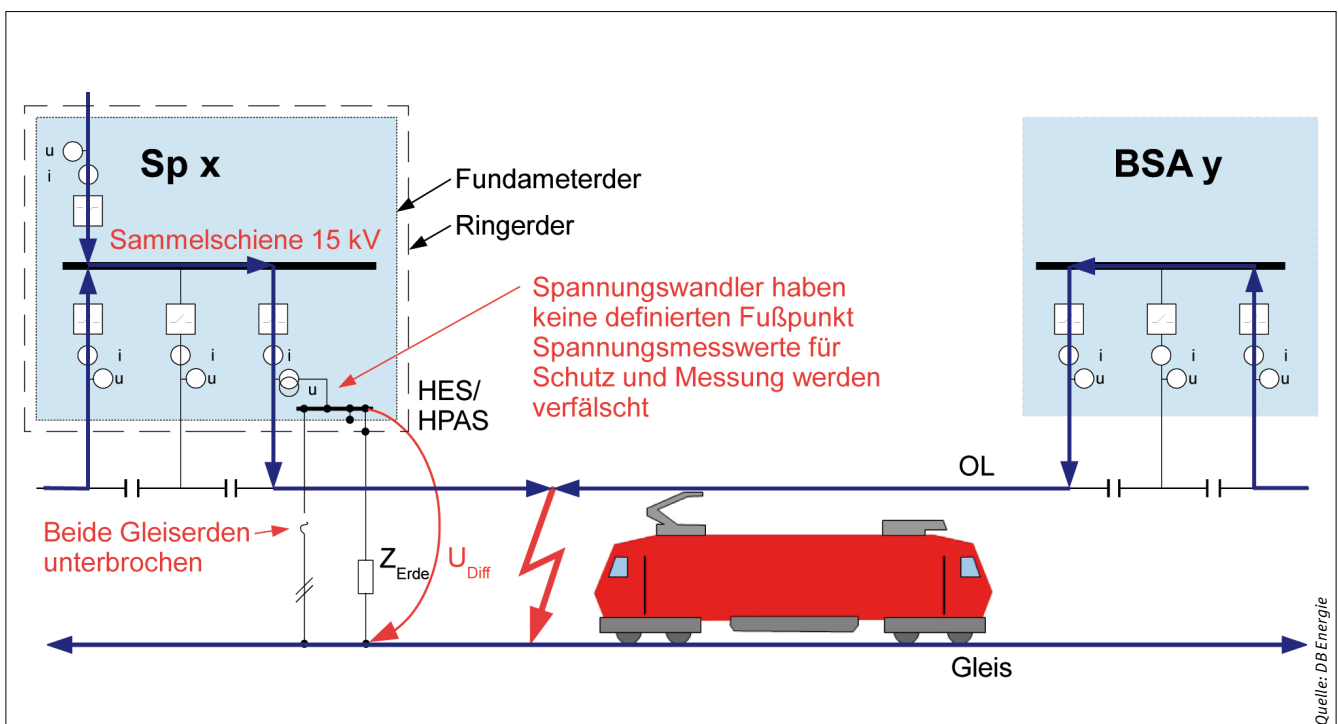 Sp x
BSA y
u
i
Fundameterder
Ringerder
Sammelschiene 15 kV
Spannungswandler haben
keine definierten Fußpunkt
Spannungsmesswerte für
Schutz und Messung werden
verfälscht
i
u
i
u
i
u
HES/
HPAS
i
u
i
u
i
u
OL
Beide Gleiserden
unterbrochen
Z Erde
U Diff
Gleis
Quelle: DB Energie